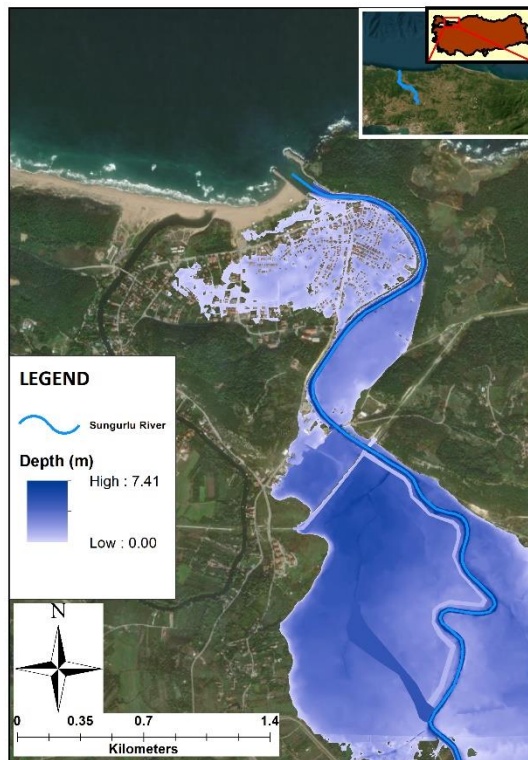 LEGEND
Sungurlu River
Depth (m)
High : 7.41
Low : 0.00
N
0 0.35 0.7 1.4
Kilometers